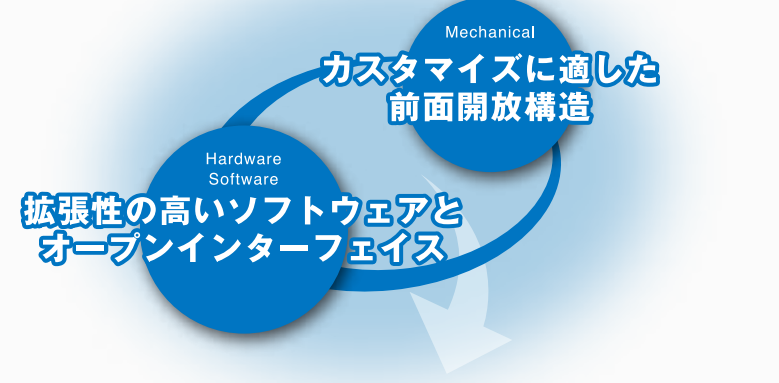 Mechanical
カスタマイズに適した
前面開放構造
Hardware
Software
拡張性の高いソフトウェアと
オープンインターフェイス